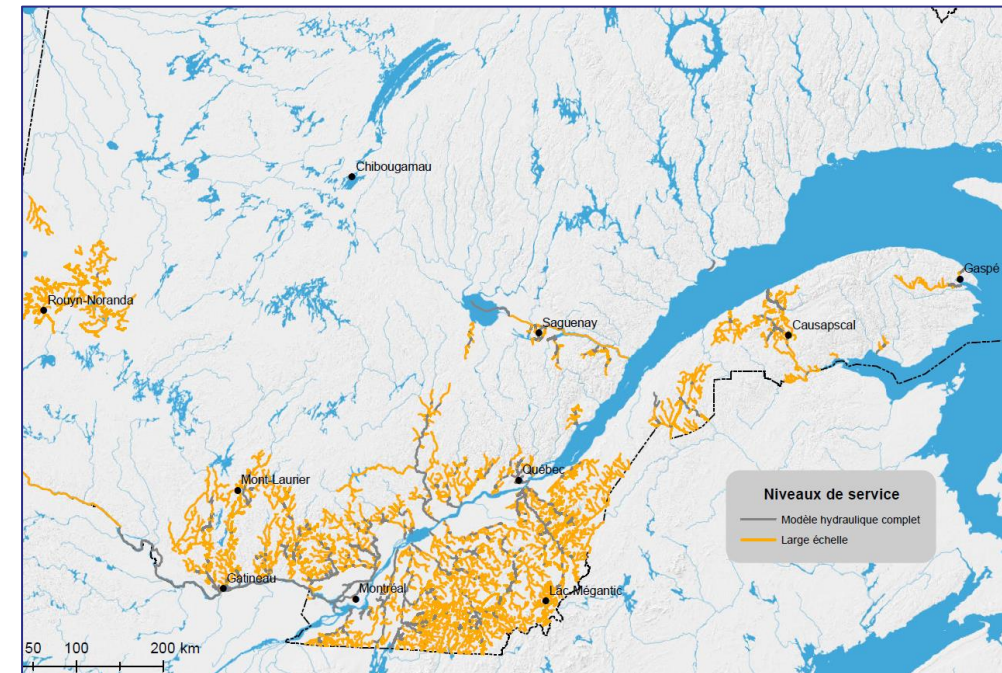 Chibougamau
Gaspé
Rouyn-Noranda
Saguenay
Causapscal
Québec
Mont-Laurier
Niveaux de service
Modèle hydraulique complet
Large échelle
Gatineau
Montréal
Lac-Mégantic
50 100 200 km